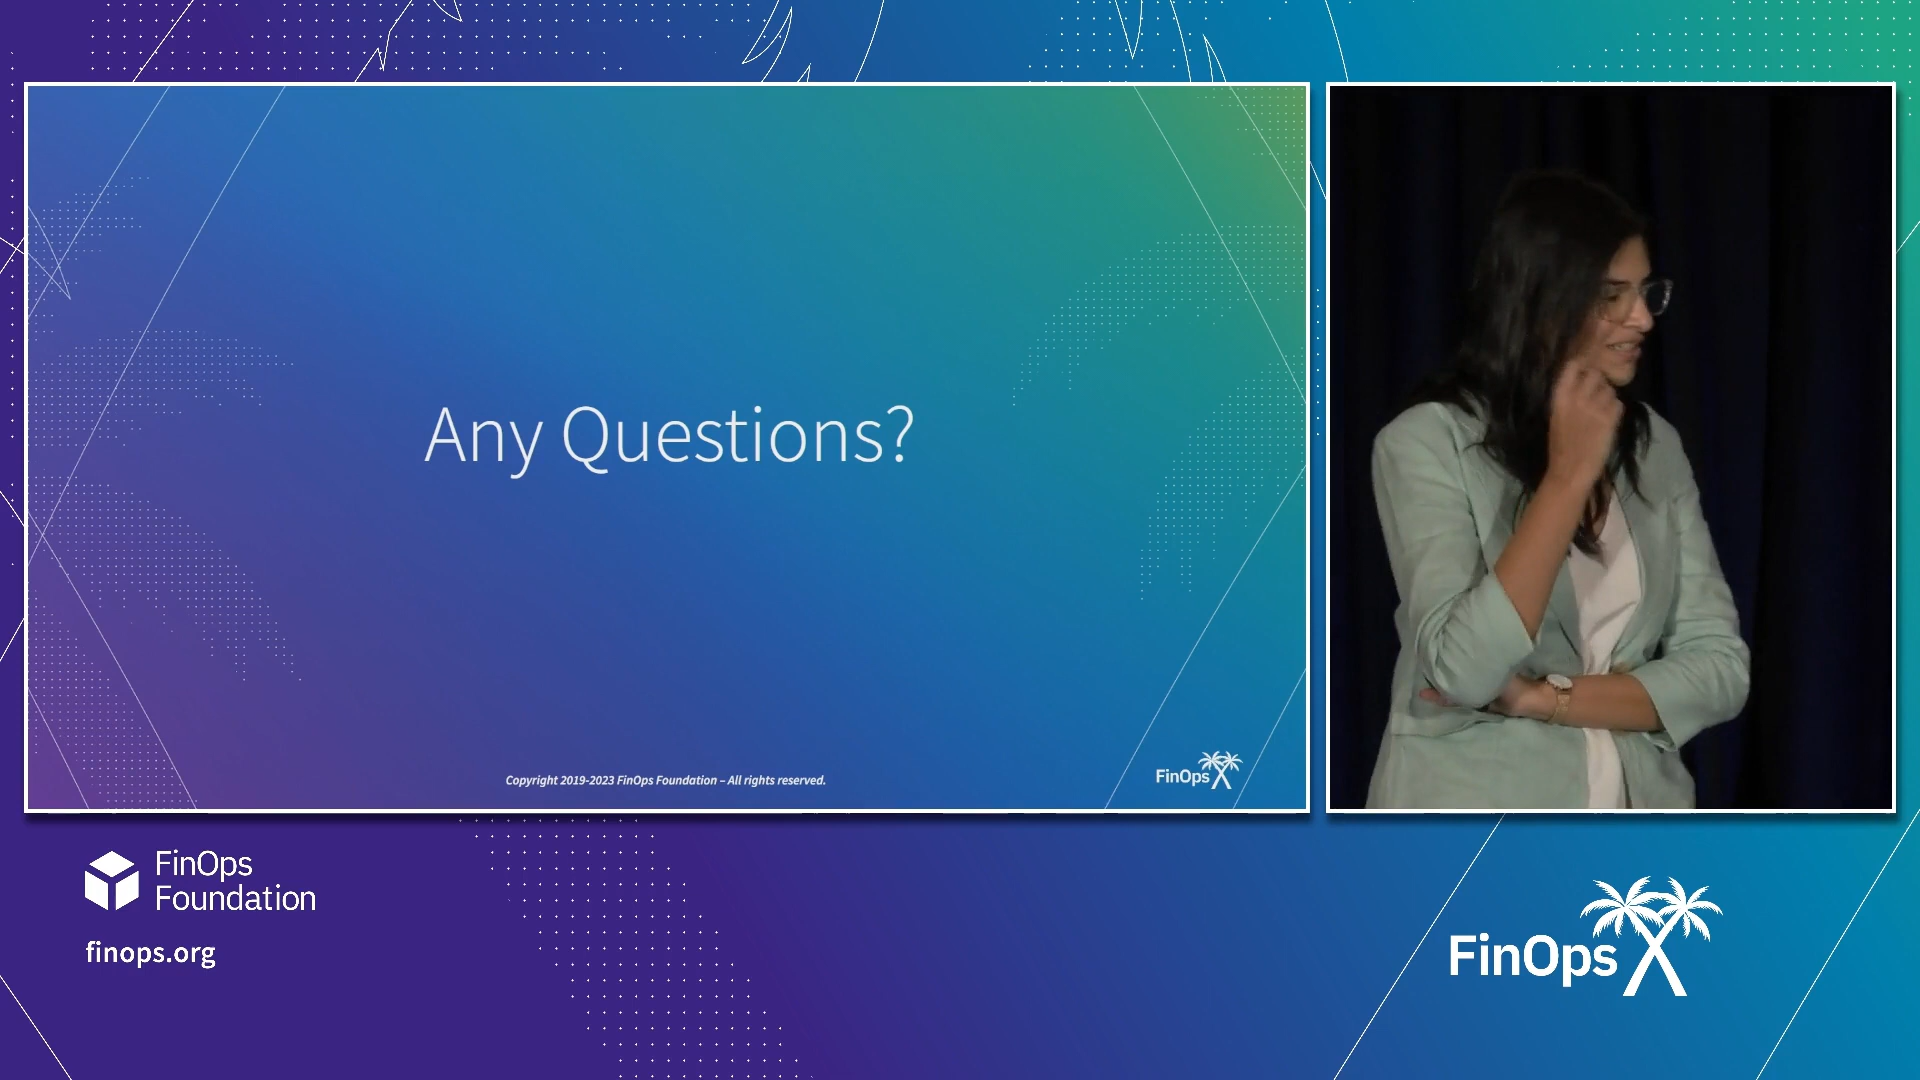 Any Questions?
Copyright 2019-2023 FinOps Foundation – All rights reserved.
FinOps X
FinOps
Foundation
finops.org
FinOps X